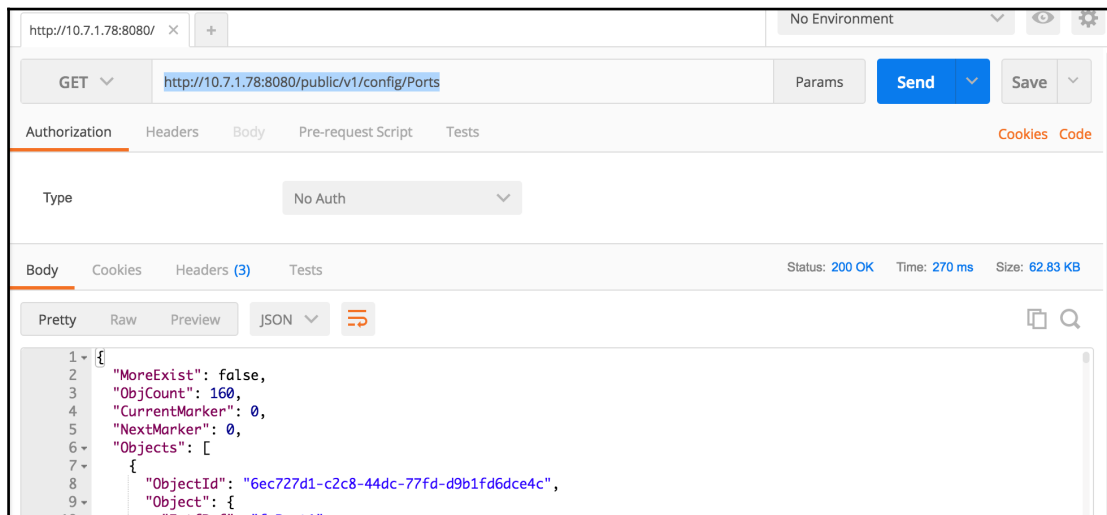 http://10.7.1.78:8080/ × +
No Environment
GET http://10.7.1.78:8080/public/v1/config/Ports Params Send Save
Authorization Headers Body Pre-request Script Tests Cookies Code
Type No Auth
Body Cookies Headers (3) Tests Status: 200 OK Time: 270 ms Size: 62.83 KB
Pretty Raw Preview JSON
1 {
2 "MoreExist": false,
3 "ObjCount": 160,
4 "CurrentMarker": 0,
5 "NextMarker": 0,
6 "Objects": [
7 {
8 "ObjectId": "6ec727d1-c2c8-44dc-77fd-d9b1fd6dce4c",
9 "Object": {